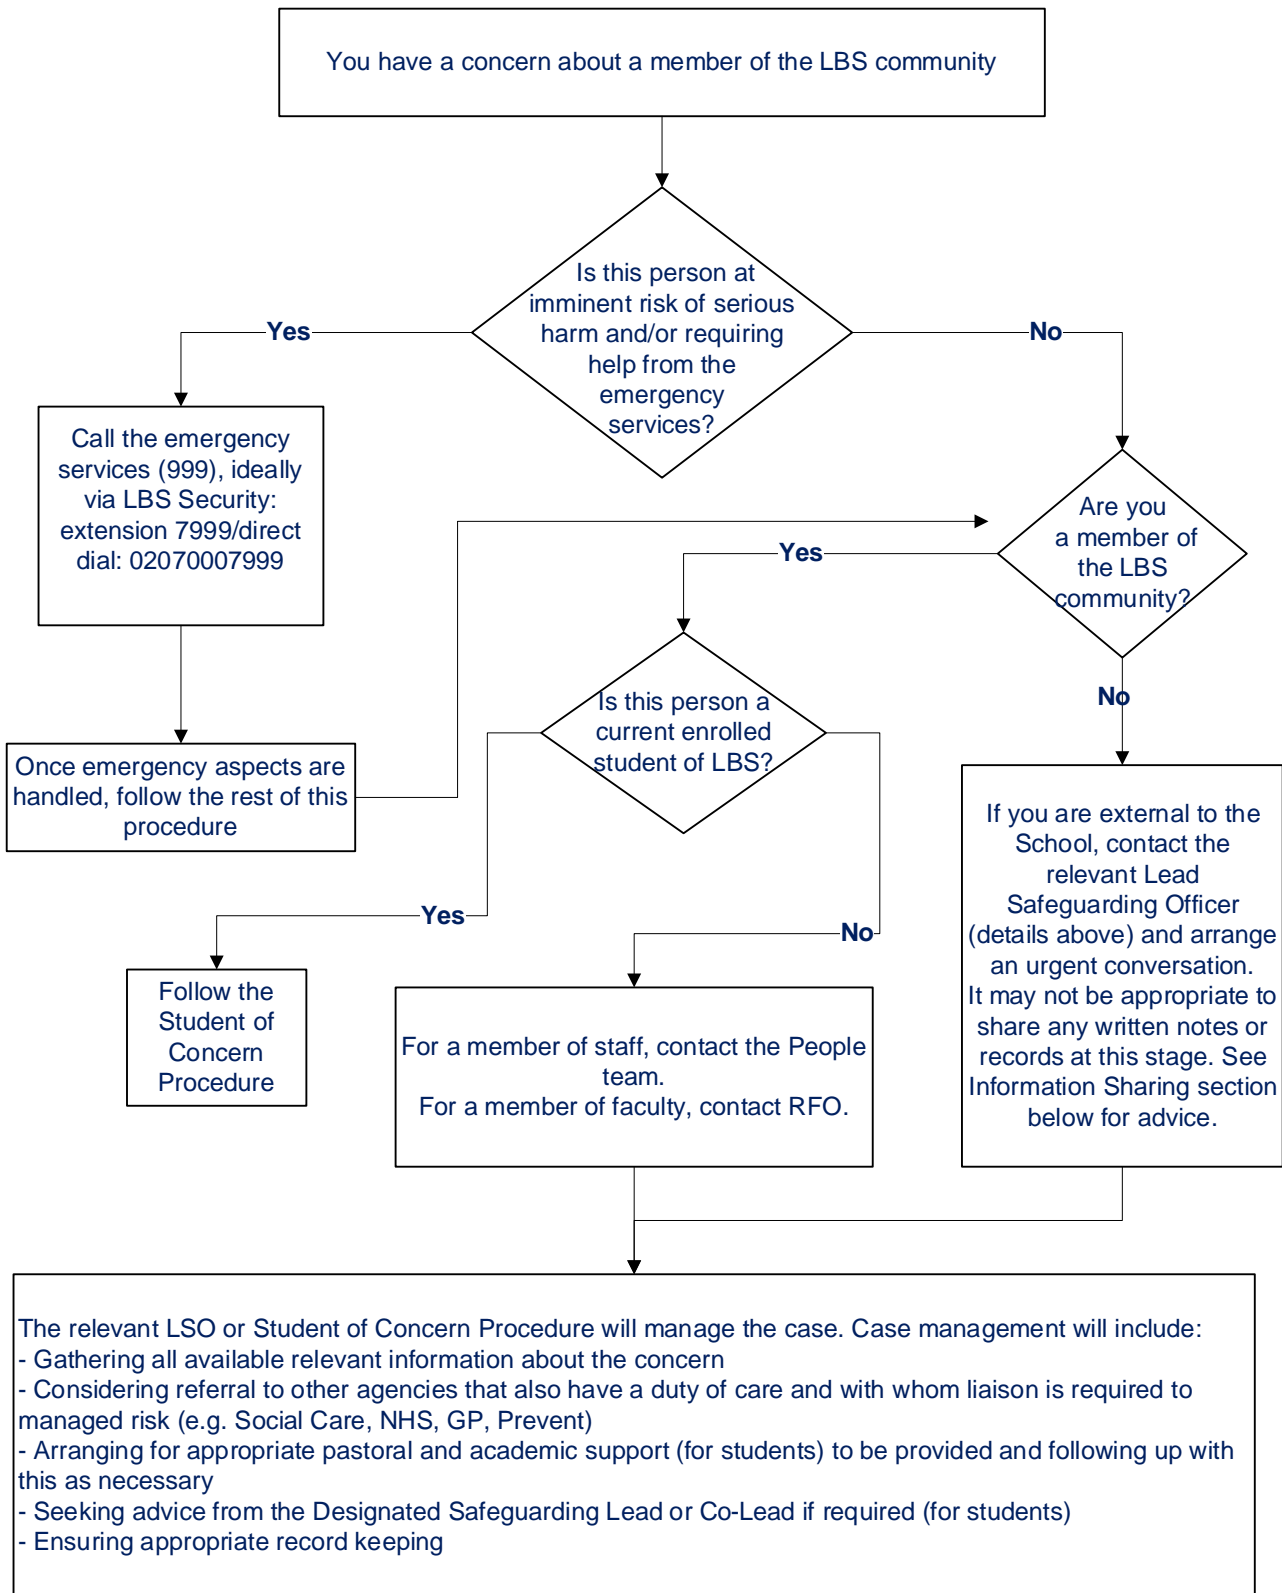 You have a concern about a member of the LBS community
Is this person at
imminent risk of serious
harm and/or requiring
help from the
emergency
services?
Yes
No
Call the emergency
services (999), ideally
via LBS Security:
extension 7999/direct
dial: 02070007999
Are you
a member of
the LBS
community?
Yes
No
Is this person a
current enrolled
student of LBS?
Once emergency aspects are
handled, follow the rest of this
procedure
If you are external to the
School, contact the
relevant Lead
Safeguarding Officer
(details above) and arrange
an urgent conversation.
It may not be appropriate to
share any written notes or
records at this stage. See
Information Sharing section
below for advice.
Yes
No
Follow the
Student of
Concern
Procedure
For a member of staff, contact the People
team.
For a member of faculty, contact RFO.
The relevant LSO or Student of Concern Procedure will manage the case. Case management will include:
- Gathering all available relevant information about the concern
- Considering referral to other agencies that also have a duty of care and with whom liaison is required to
managed risk (e.g. Social Care, NHS, GP, Prevent)
- Arranging for appropriate pastoral and academic support (for students) to be provided and following up with
this as necessary
- Seeking advice from the Designated Safeguarding Lead or Co-Lead if required (for students)
- Ensuring appropriate record keeping